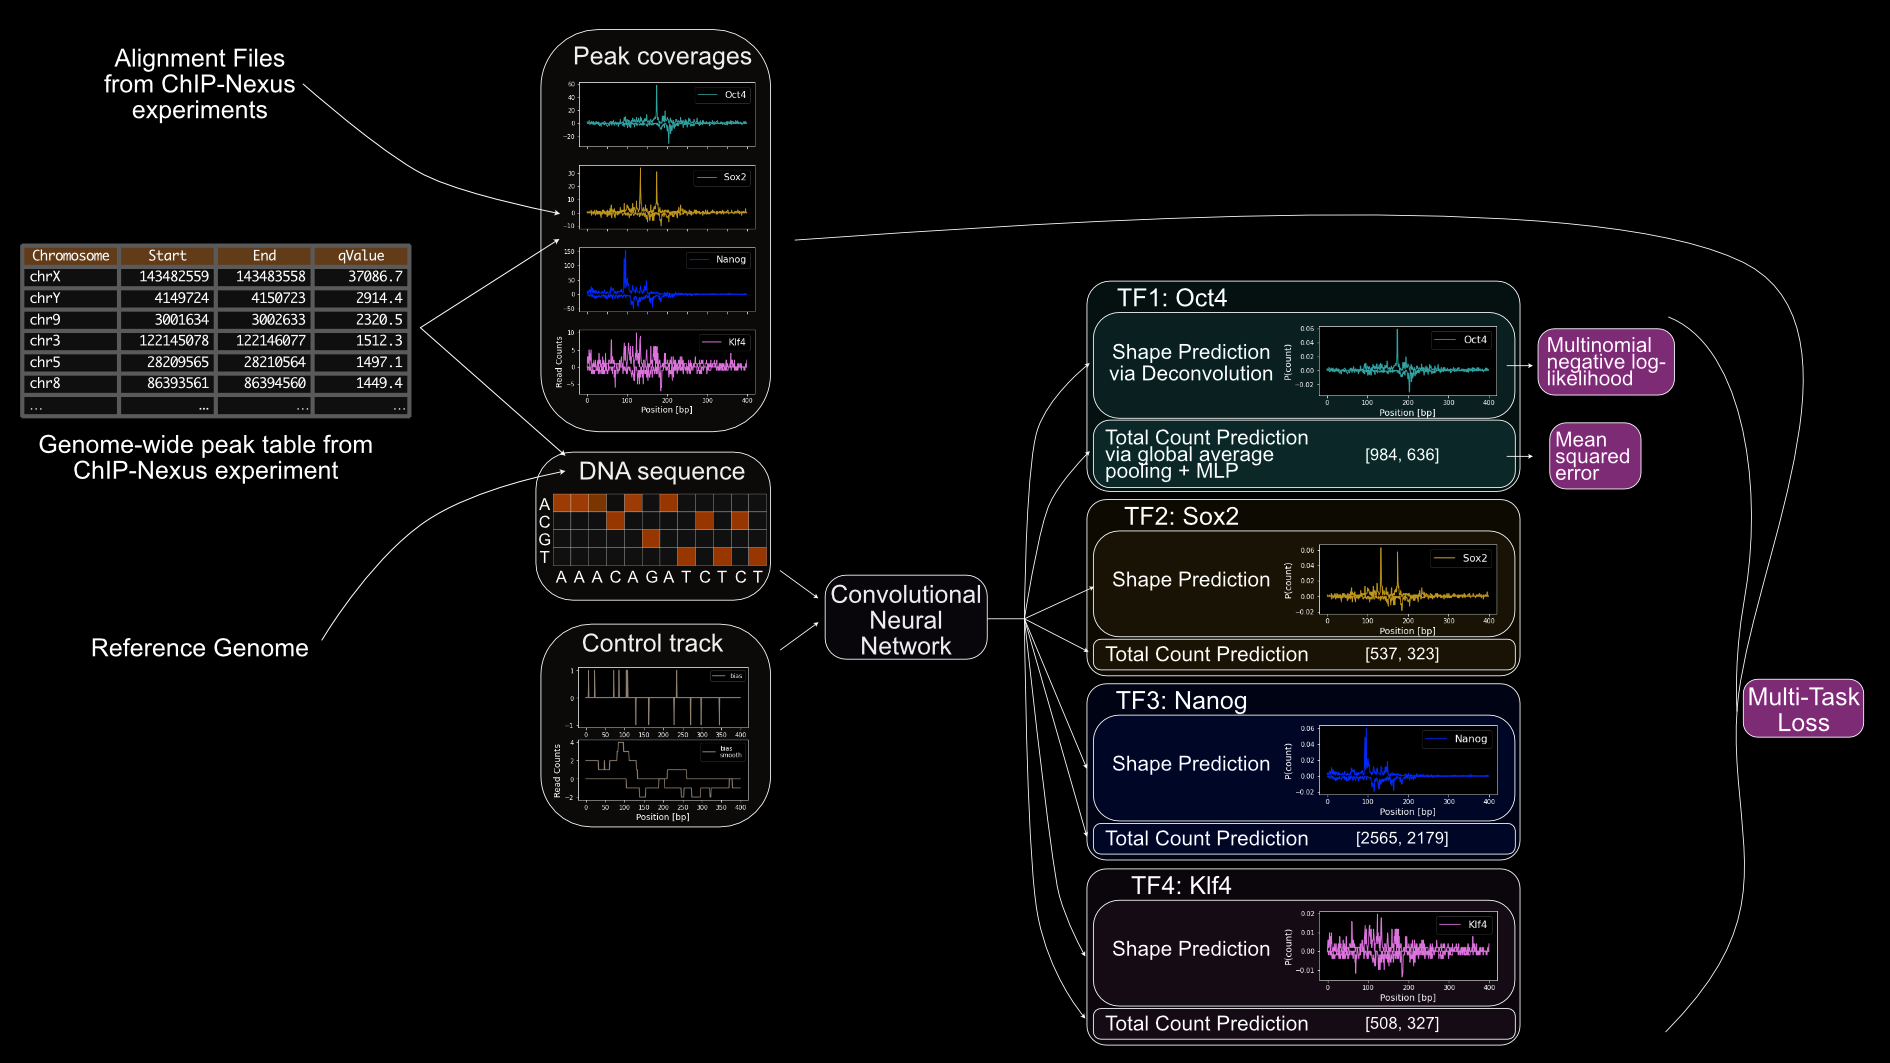 Alignment Files
from ChIP-Nexus
experiments
Chromosome Start End qValue
chrX 143482559 143483558 37086.7
chrY 4149724 4150723 2914.4
chr9 3001634 3002633 2320.5
chr3 122145078 122146077 1512.3
chr5 28209565 28210564 1497.1
chr8 86393561 86394560 1449.4
... ... ... ...
Genome-wide peak table from
ChIP-Nexus experiment
Reference Genome
Peak coverages
60
40
20
0
−20
Oct4
30
20
10
0
−10
Sox2
150
100
50
0
−50
Nanog
10
5
0
−5
Klf4
Read Counts
0 100 200 300 400
Position [bp]
DNA sequence
A
C
G
T
A A A C A G A T C T C T
Control track
1
0
−1
bias
0 50 100 150 200 250 300 350 400
4
2
0
−2
bias
smooth
Read Counts
0 50 100 150 200 250 300 350 400
Position [bp]
Convolutional
Neural
Network
TF1: Oct4
Shape Prediction
via Deconvolution
0.06
0.04
0.02
0.00
−0.02
P(count)
Oct4
0 100 200 300 400
Position [bp]
Total Count Prediction
via global average
pooling + MLP
[984, 636]
Multinomial
negative log-
likelihood
Mean
squared
error
TF2: Sox2
Shape Prediction
0.06
0.04
0.02
0.00
−0.02
P(count)
Sox2
0 100 200 300 400
Position [bp]
Total Count Prediction [537, 323]
TF3: Nanog
Shape Prediction
0.06
0.04
0.02
0.00
−0.02
P(count)
Nanog
0 100 200 300 400
Position [bp]
Total Count Prediction [2565, 2179]
TF4: Klf4
Shape Prediction
0.02
0.01
0.00
−0.01
P(count)
Klf4
0 100 200 300 400
Position [bp]
Total Count Prediction [508, 327]
Multi-Task
Loss